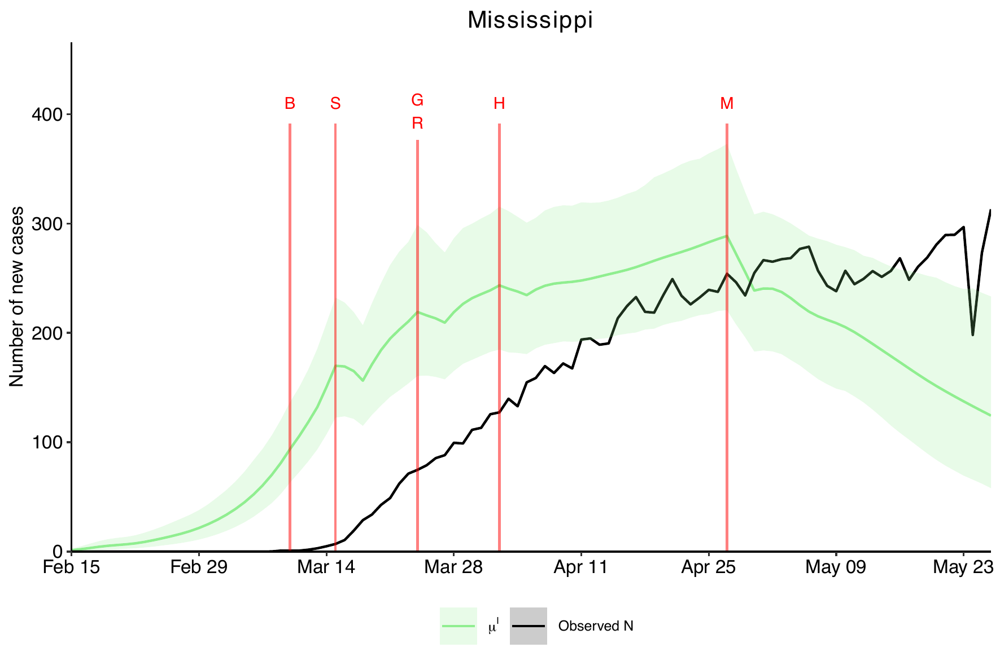 Mississippi
Number of new cases
400
300
200
100
0
B
S
G
R
H
M
Feb 15
Feb 29
Mar 14
Mar 28
Apr 11
Apr 25
May 09
May 23
μᴵ
Observed N